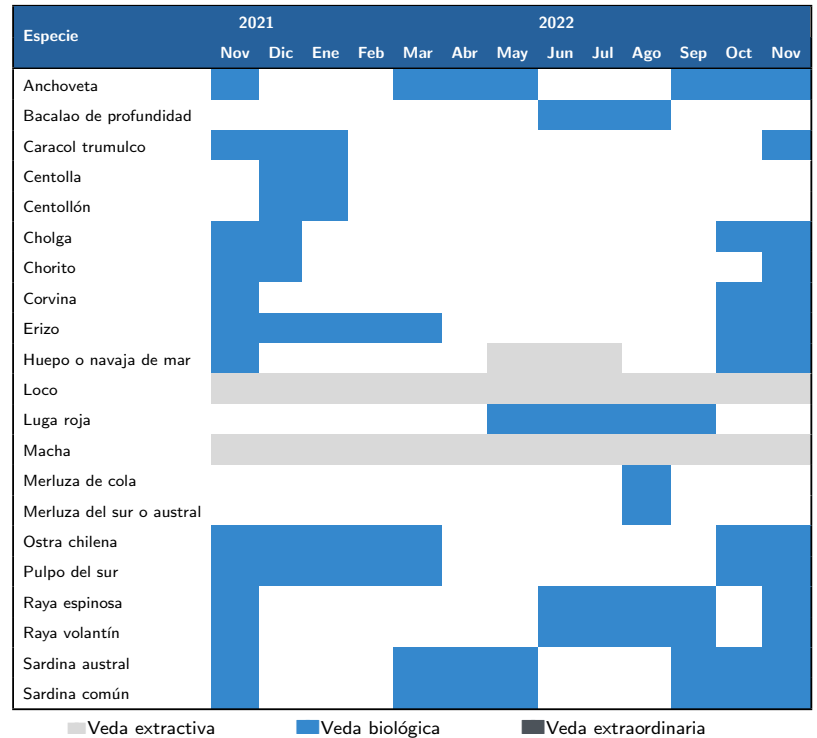 Especie
2021
2022
Nov Dic Ene Feb Mar Abr May Jun Jul Ago Sep Oct Nov
Anchoveta
Bacalao de profundidad
Caracol trumulco
Centolla
Centollón
Cholga
Chorito
Corvina
Erizo
Huepo o navaja de mar
Loco
Luga roja
Macha
Merluza de cola
Merluza del sur o austral
Ostra chilena
Pulpo del sur
Raya espinosa
Raya volantín
Sardina austral
Sardina común
Veda extractiva Veda biológica Veda extraordinaria